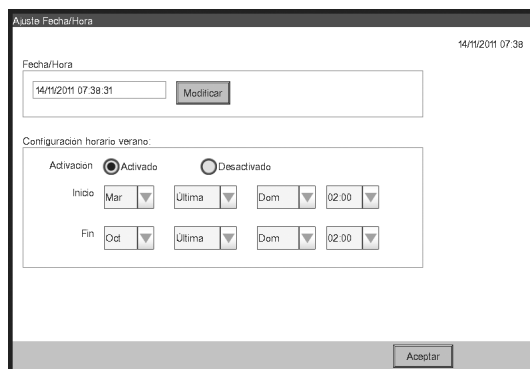 Ajuste Fecha/Hora
14/11/2011 07:38
Fecha/Hora
14/11/2011 07:38:31
Modificar
Configuración horario verano:
Activación Activado Desactivado
Inicio Mar Última Dom 02:00
Fin Oct Última Dom 02:00
Aceptar